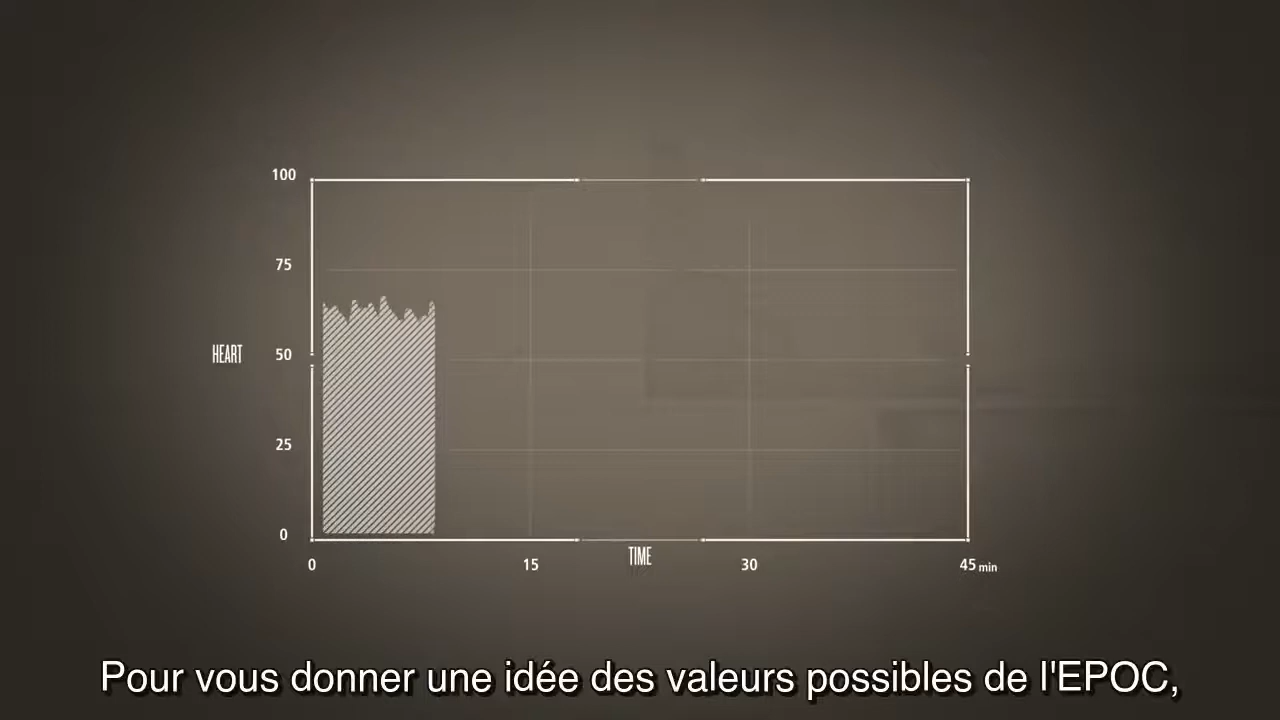 100
75
HEART 50
25
0
TIME
0 15 30 45 min
Pour vous donner une idée des valeurs possibles de l'EPOC,